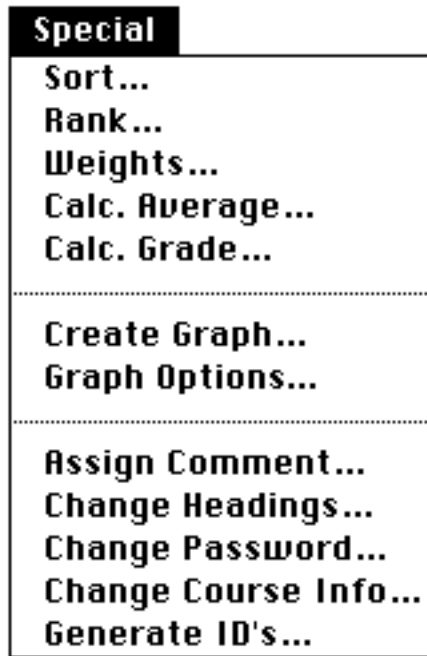 Special
Sort...
Rank...
Weights...
Calc. Average...
Calc. Grade...
Create Graph...
Graph Options...
Assign Comment...
Change Headings...
Change Password...
Change Course Info...
Generate ID's...